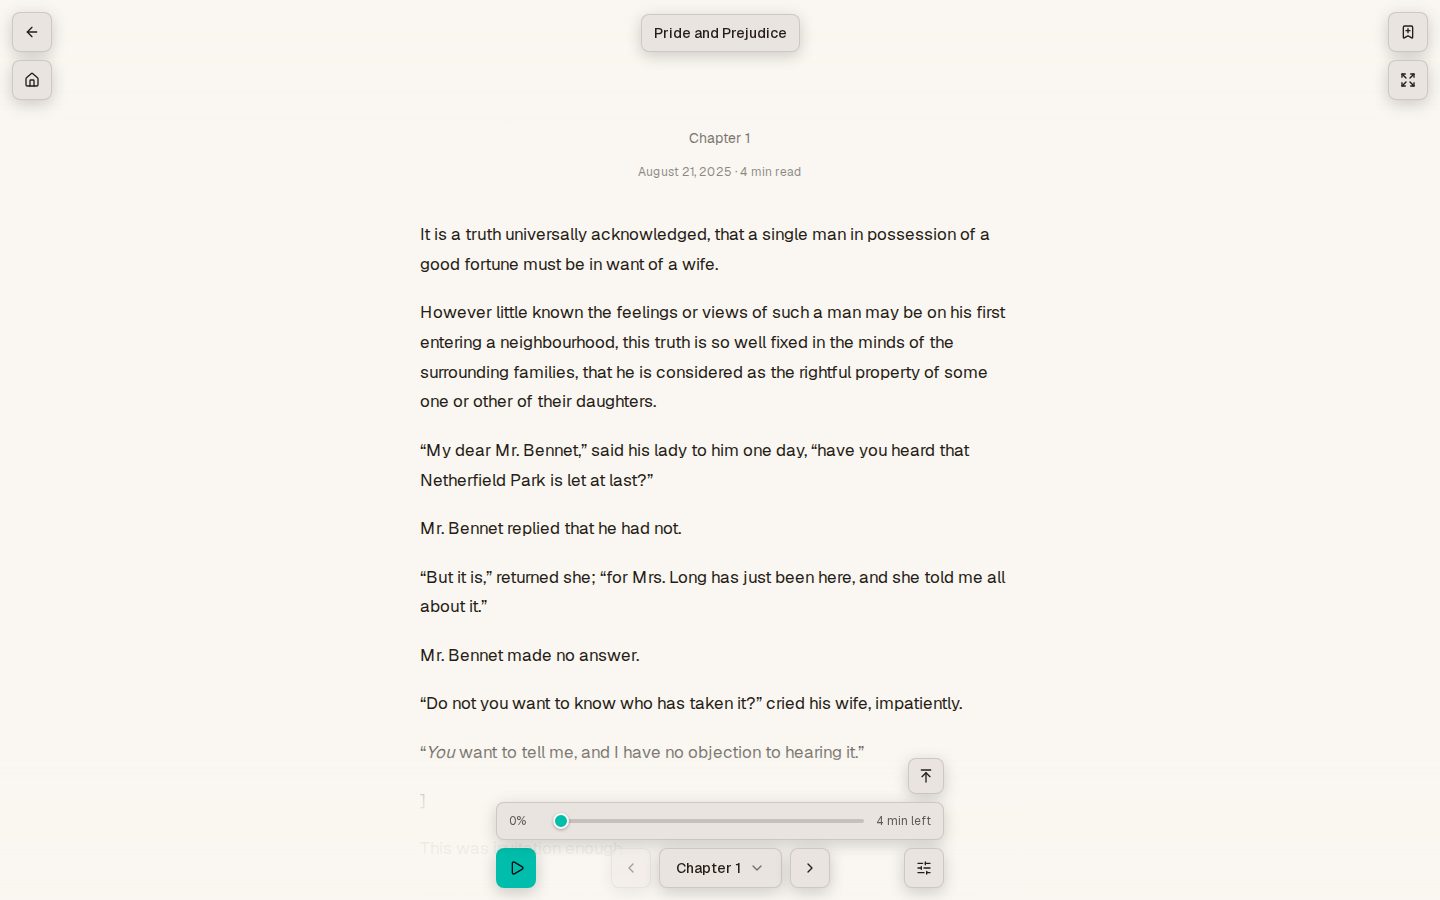 Pride and Prejudice
Chapter 1
August 21, 2025 · 4 min read
It is a truth universally acknowledged, that a single man in possession of a
good fortune must be in want of a wife.
However little known the feelings or views of such a man may be on his first
entering a neighbourhood, this truth is so well fixed in the minds of the
surrounding families, that he is considered as the rightful property of some
one or other of their daughters.
“My dear Mr. Bennet,” said his lady to him one day, “have you heard that
Netherfield Park is let at last?”
Mr. Bennet replied that he had not.
“But it is,” returned she; “for Mrs. Long has just been here, and she told me all
about it.”
Mr. Bennet made no answer.
“Do not you want to know who has taken it?” cried his wife, impatiently.
“You want to tell me, and I have no objection to hearing it.”
]
0%
4 min left
This was invitation enough.
Chapter 1